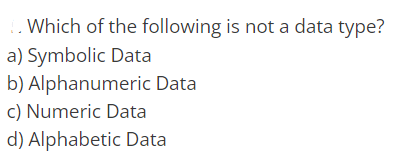 . Which of the following is not a data type?
a) Symbolic Data
b) Alphanumeric Data
c) Numeric Data
d) Alphabetic Data